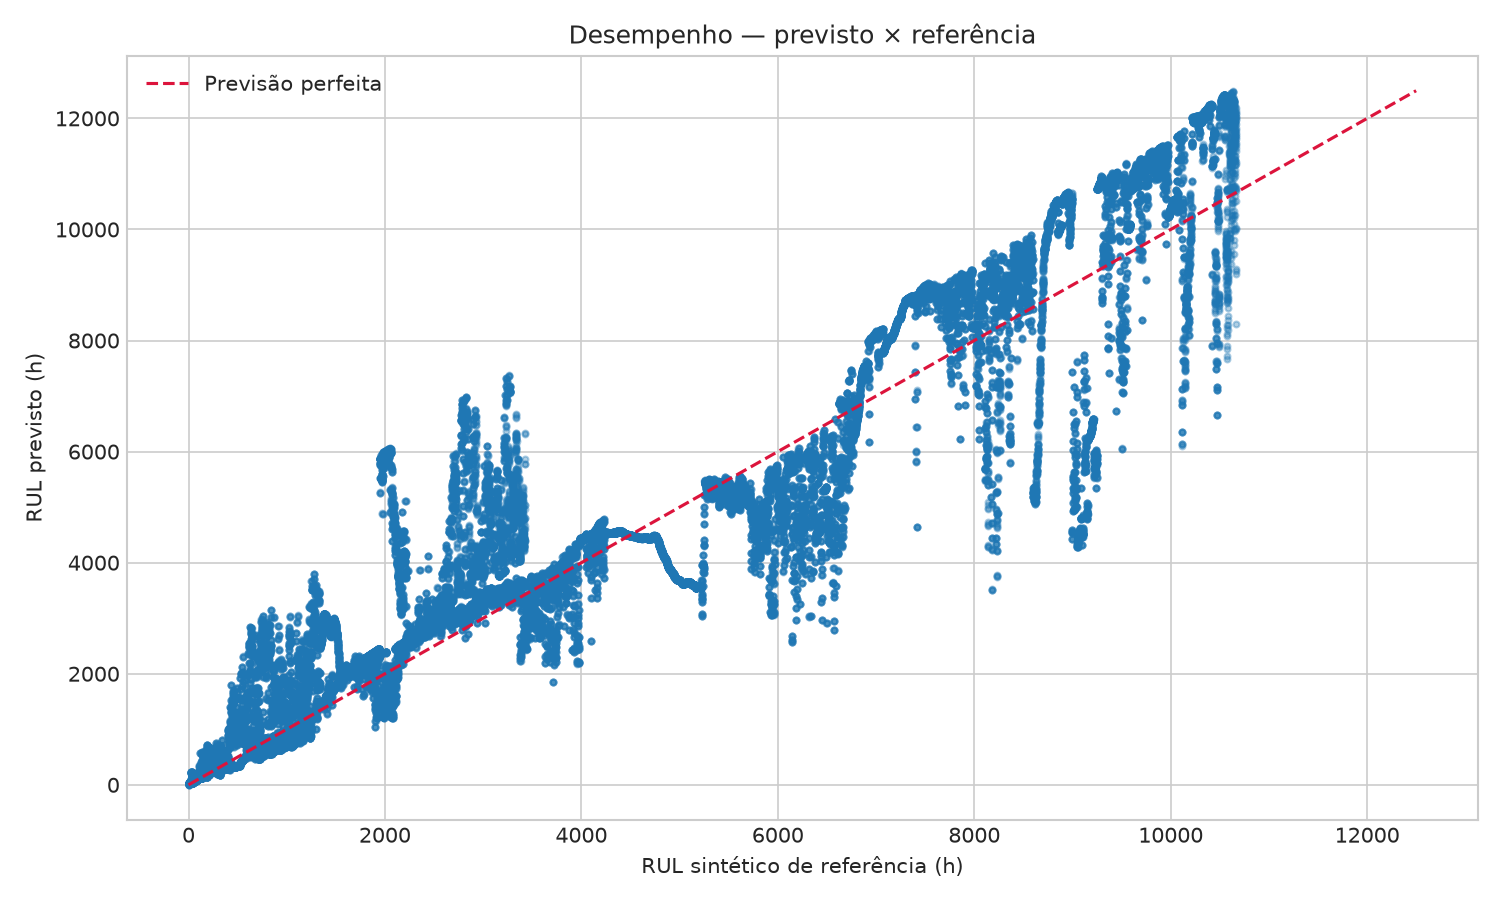 Desempenho — previsto × referência
Previsão perfeita
12000
10000
8000
6000
4000
2000
0
RUL previsto (h)
0 2000 4000 6000 8000 10000 12000
RUL sintético de referência (h)